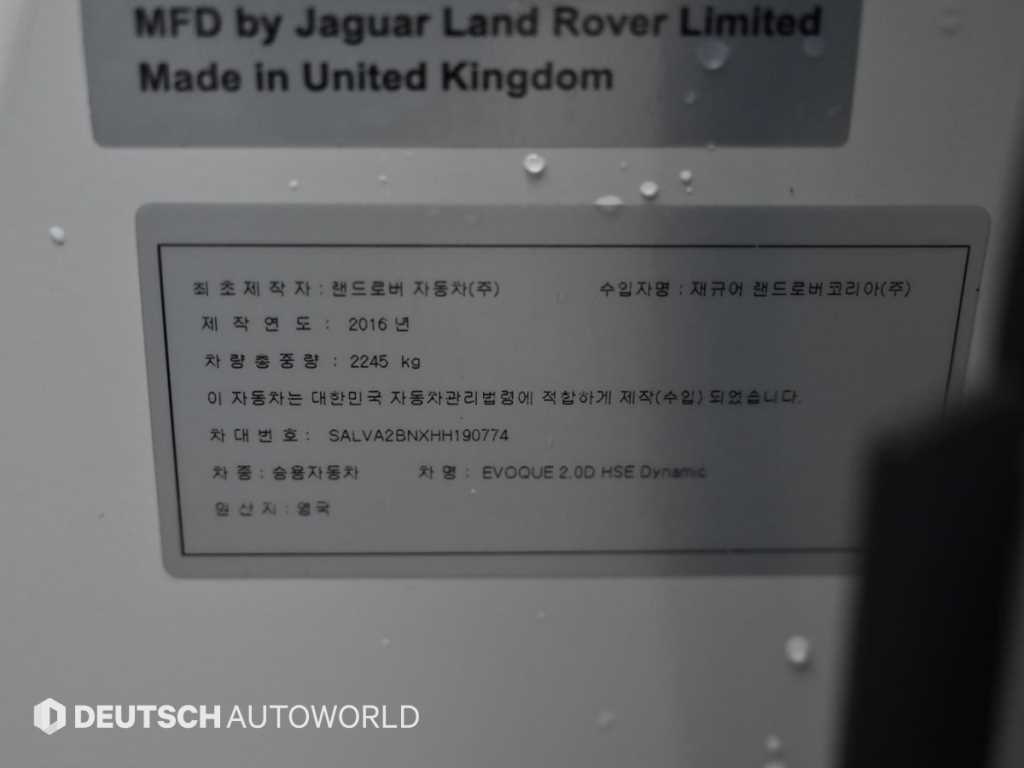 MFD by Jaguar Land Rover Limited
Made in United Kingdom
최초제작자 : 랜드로버 자동차(주) 수입자명 : 재규어 랜드로버코리아(주)
제 작 연 도 : 2016 년
차 량 총 중 량 : 2245 kg
이 자동차는 대한민국 자동차관리법령에 적합하게 제작(수입) 되었습니다.
차 대 번 호 : SALVA2BNXHH190774
차 종 : 승용자동차 차 명 : EVOQUE 2.0D HSE Dynamic
원 산 지 : 영국
DEUTSCH AUTOWORLD